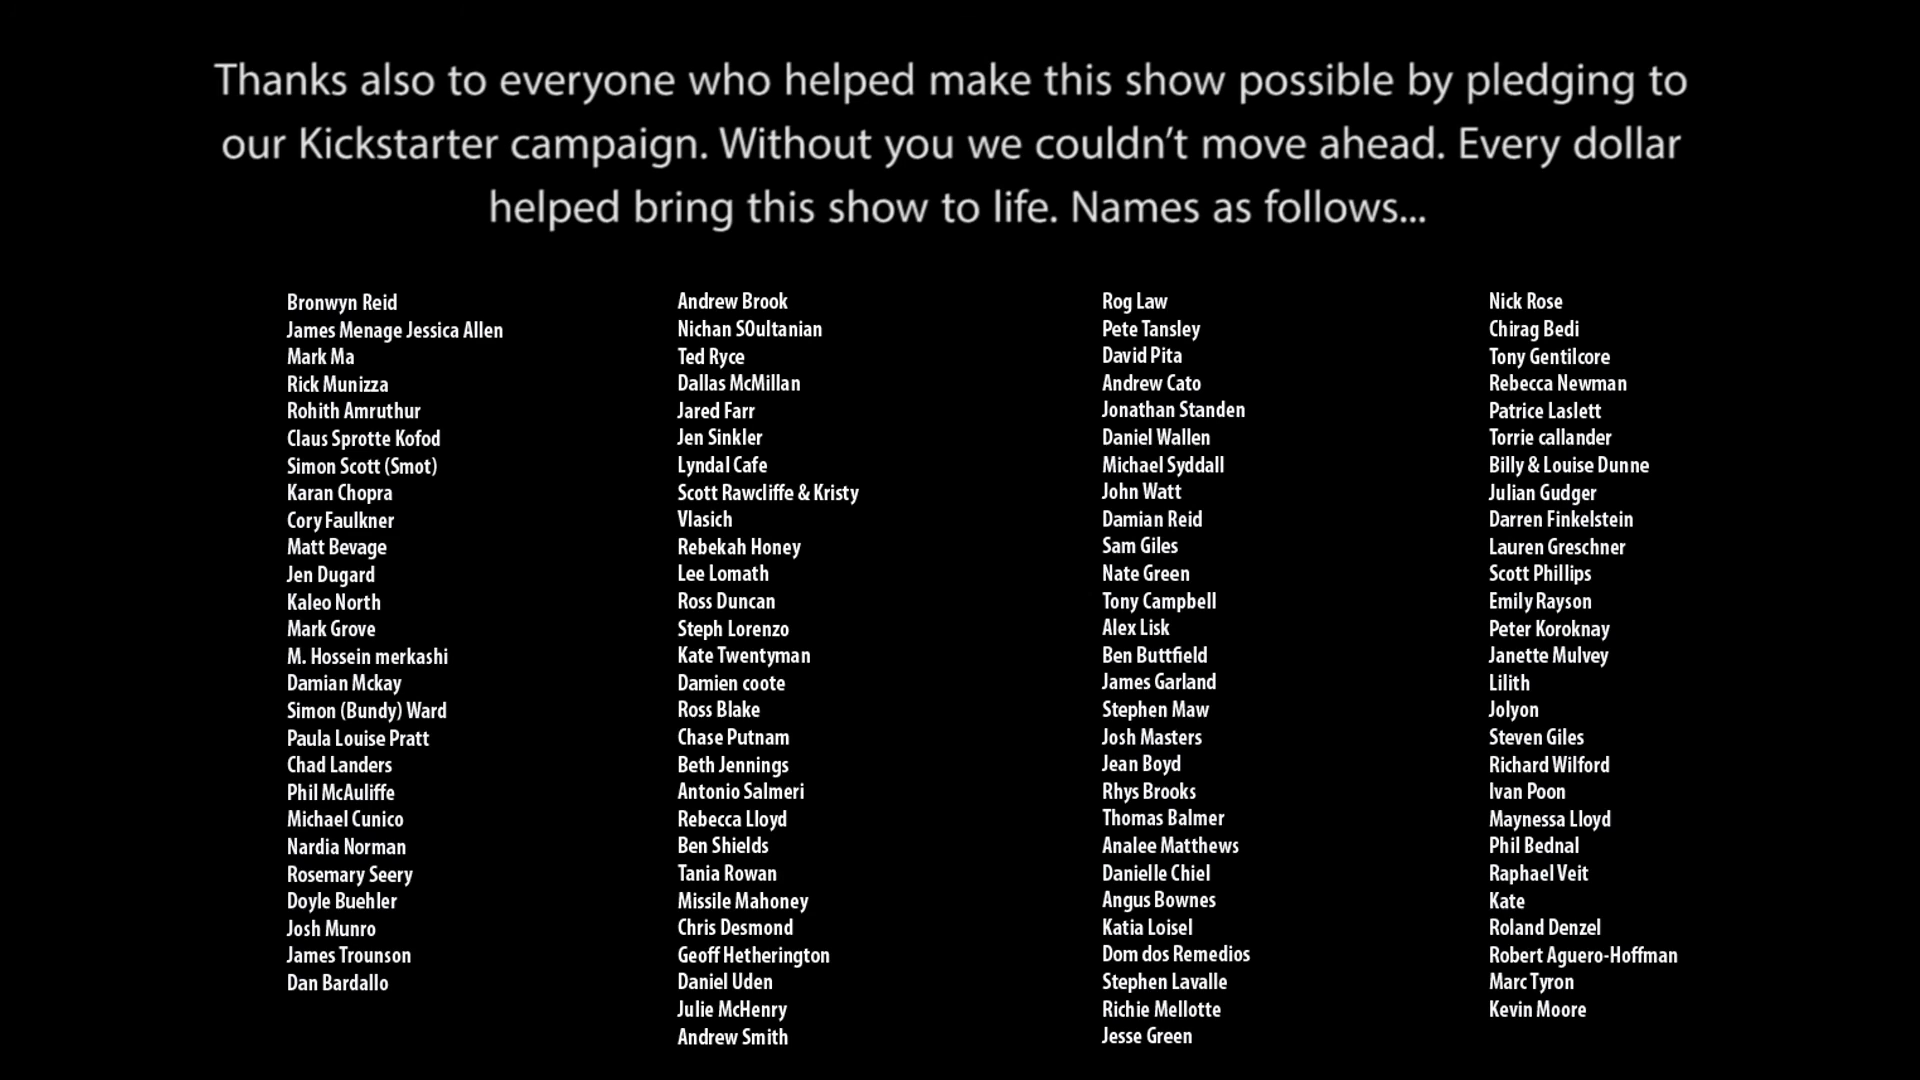 Thanks also to everyone who helped make this show possible by pledging to
our Kickstarter campaign. Without you we couldn't move ahead. Every dollar
helped bring this show to life. Names as follows...
Bronwyn Reid
James Menage Jessica Allen
Mark Ma
Rick Munizza
Rohith Amruthur
Claus Sprotte Kofod
Simon Scott (Smot)
Karan Chopra
Cory Faulkner
Matt Bevage
Jen Dugard
Kaleo North
Mark Grove
M. Hossein merkashi
Damian Mckay
Simon (Bundy) Ward
Paula Louise Pratt
Chad Landers
Phil McAuliffe
Michael Cunico
Nardia Norman
Rosemary Seery
Doyle Buehler
Josh Munro
James Trounson
Dan Bardallo
Andrew Brook
Nichan SOultanian
Ted Ryce
Dallas McMillan
Jared Farr
Jen Sinkler
Lyndal Cafe
Scott Rawcliffe & Kristy
Vlasich
Rebekah Honey
Lee Lomath
Ross Duncan
Steph Lorenzo
Kate Twentyman
Damien coote
Ross Blake
Chase Putnam
Beth Jennings
Antonio Salmeri
Rebecca Lloyd
Ben Shields
Tania Rowan
Missile Mahoney
Chris Desmond
Geoff Hetherington
Daniel Uden
Julie McHenry
Andrew Smith
Rog Law
Pete Tansley
David Pita
Andrew Cato
Jonathan Standen
Daniel Wallen
Michael Syddall
John Watt
Damian Reid
Sam Giles
Nate Green
Tony Campbell
Alex Lisk
Ben Buttfield
James Garland
Stephen Maw
Josh Masters
Jean Boyd
Rhys Brooks
Thomas Balmer
Analee Matthews
Danielle Chiel
Angus Bownes
Katia Loisel
Dom dos Remedios
Stephen Lavalle
Richie Mellotte
Jesse Green
Nick Rose
Chirag Bedi
Tony Gentilcore
Rebecca Newman
Patrice Laslett
Torrie callander
Billy & Louise Dunne
Julian Gudger
Darren Finkelstein
Lauren Greschner
Scott Phillips
Emily Rayson
Peter Koroknay
Janette Mulvey
Lilith
Jolyon
Steven Giles
Richard Wilford
Ivan Poon
Maynessa Lloyd
Phil Bednal
Raphael Veit
Kate
Roland Denzel
Robert Aguero-Hoffman
Marc Tyron
Kevin Moore